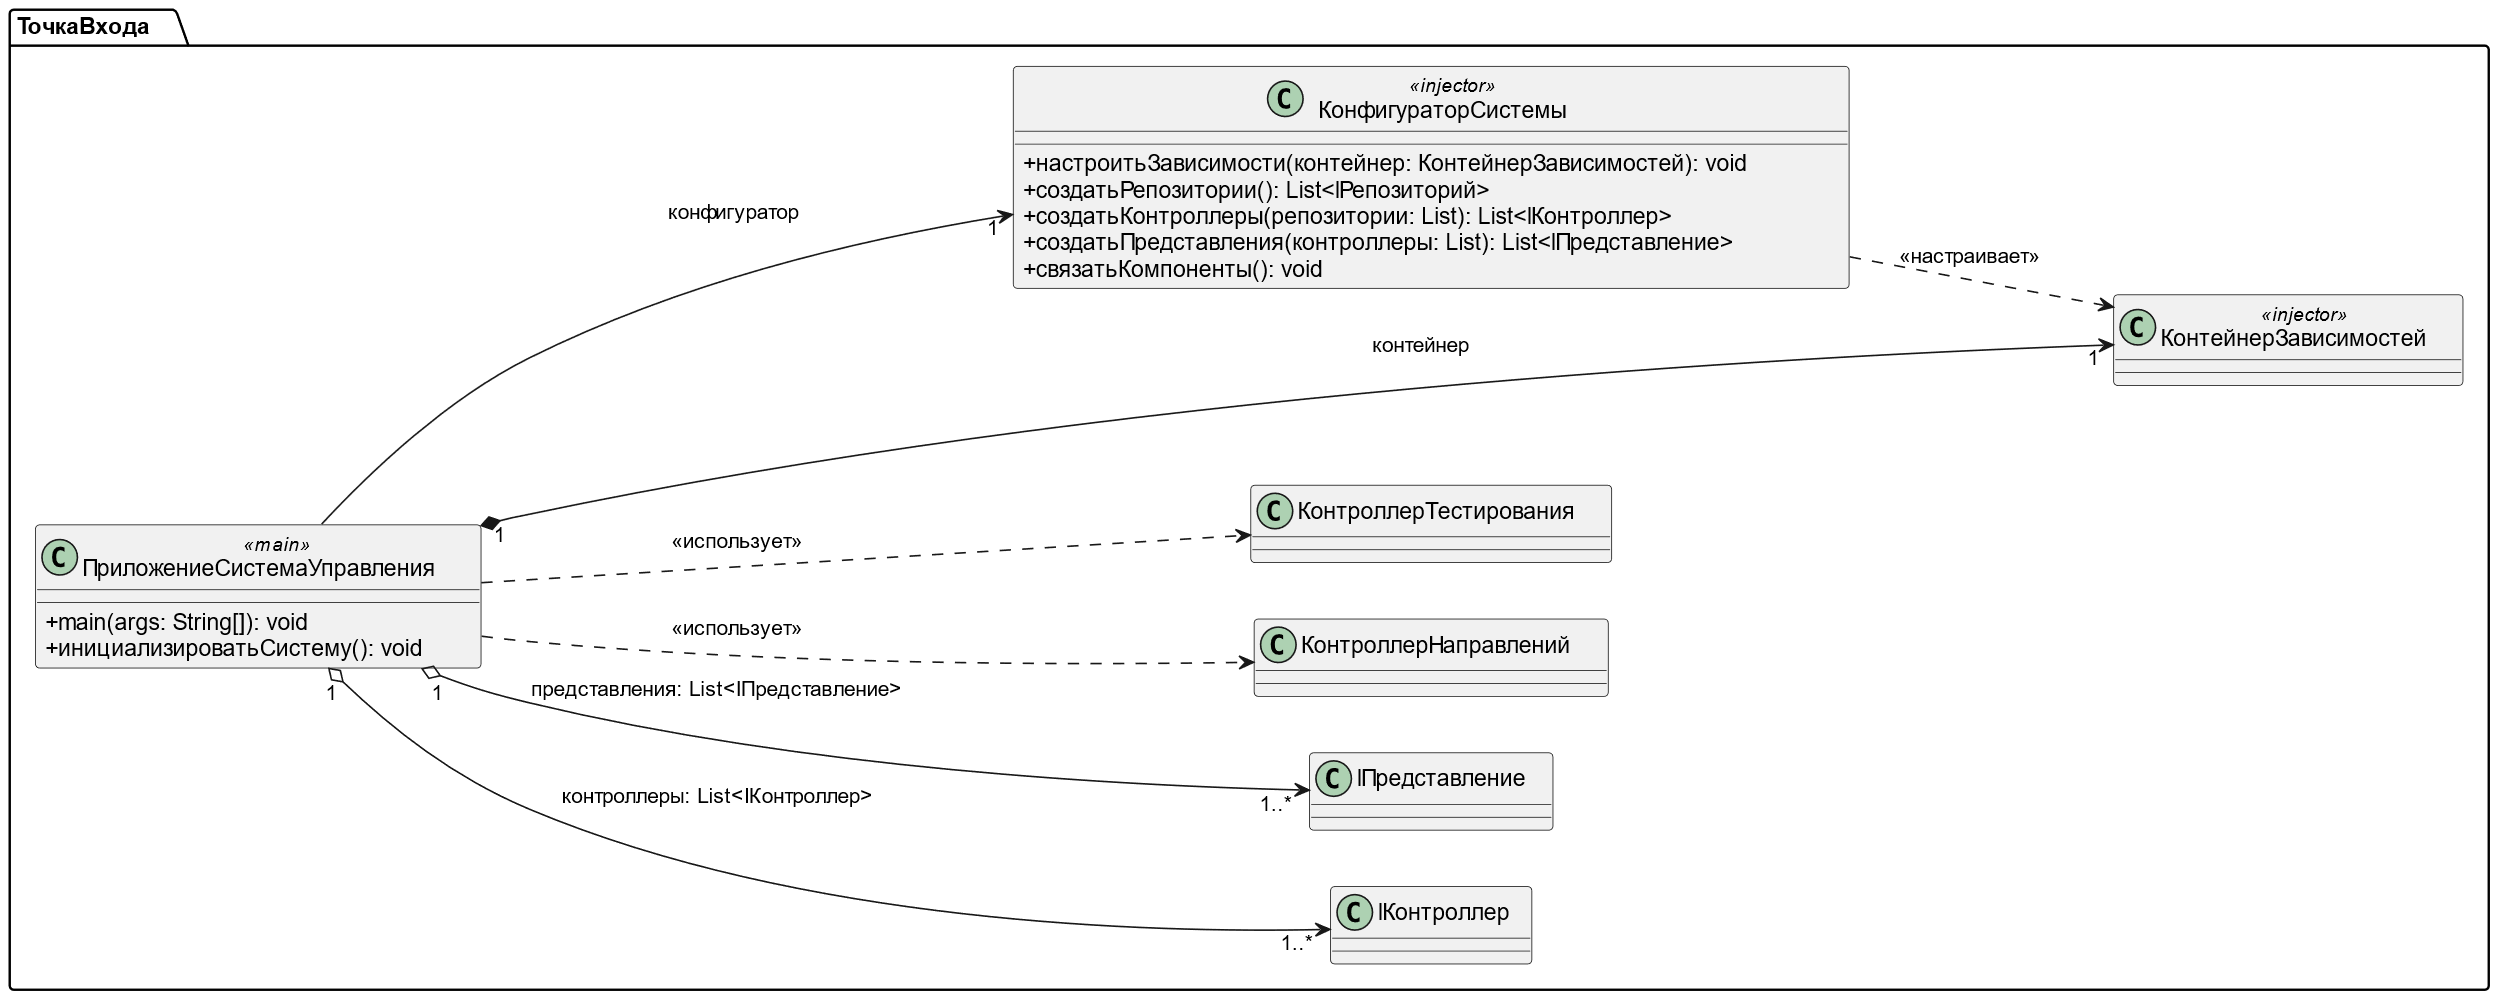 ТочкаВхода
«injector»
C КонфигураторСистемы
+настроитьЗависимости(контейнер: КонтейнерЗависимостей): void
+создатьРепозитории(): List<IРепозиторий>
+создатьКонтроллеры(репозитории: List): List<IКонтроллер>
+создатьПредставления(контроллеры: List): List<IПредставление>
+связатьКомпоненты(): void
конфигуратор
1
«настраивает»
«injector»
C КонтейнерЗависимостей
контейнер
1
C КонтроллерТестирования
«main»
C ПриложениеСистемаУправления
+main(args: String[]): void
+инициализироватьСистему(): void
1
«использует»
«использует»
C КонтроллерНаправлений
1
1
представления: List<IПредставление>
C IПредставление
1..*
контроллеры: List<IКонтроллер>
C IКонтроллер
1..*